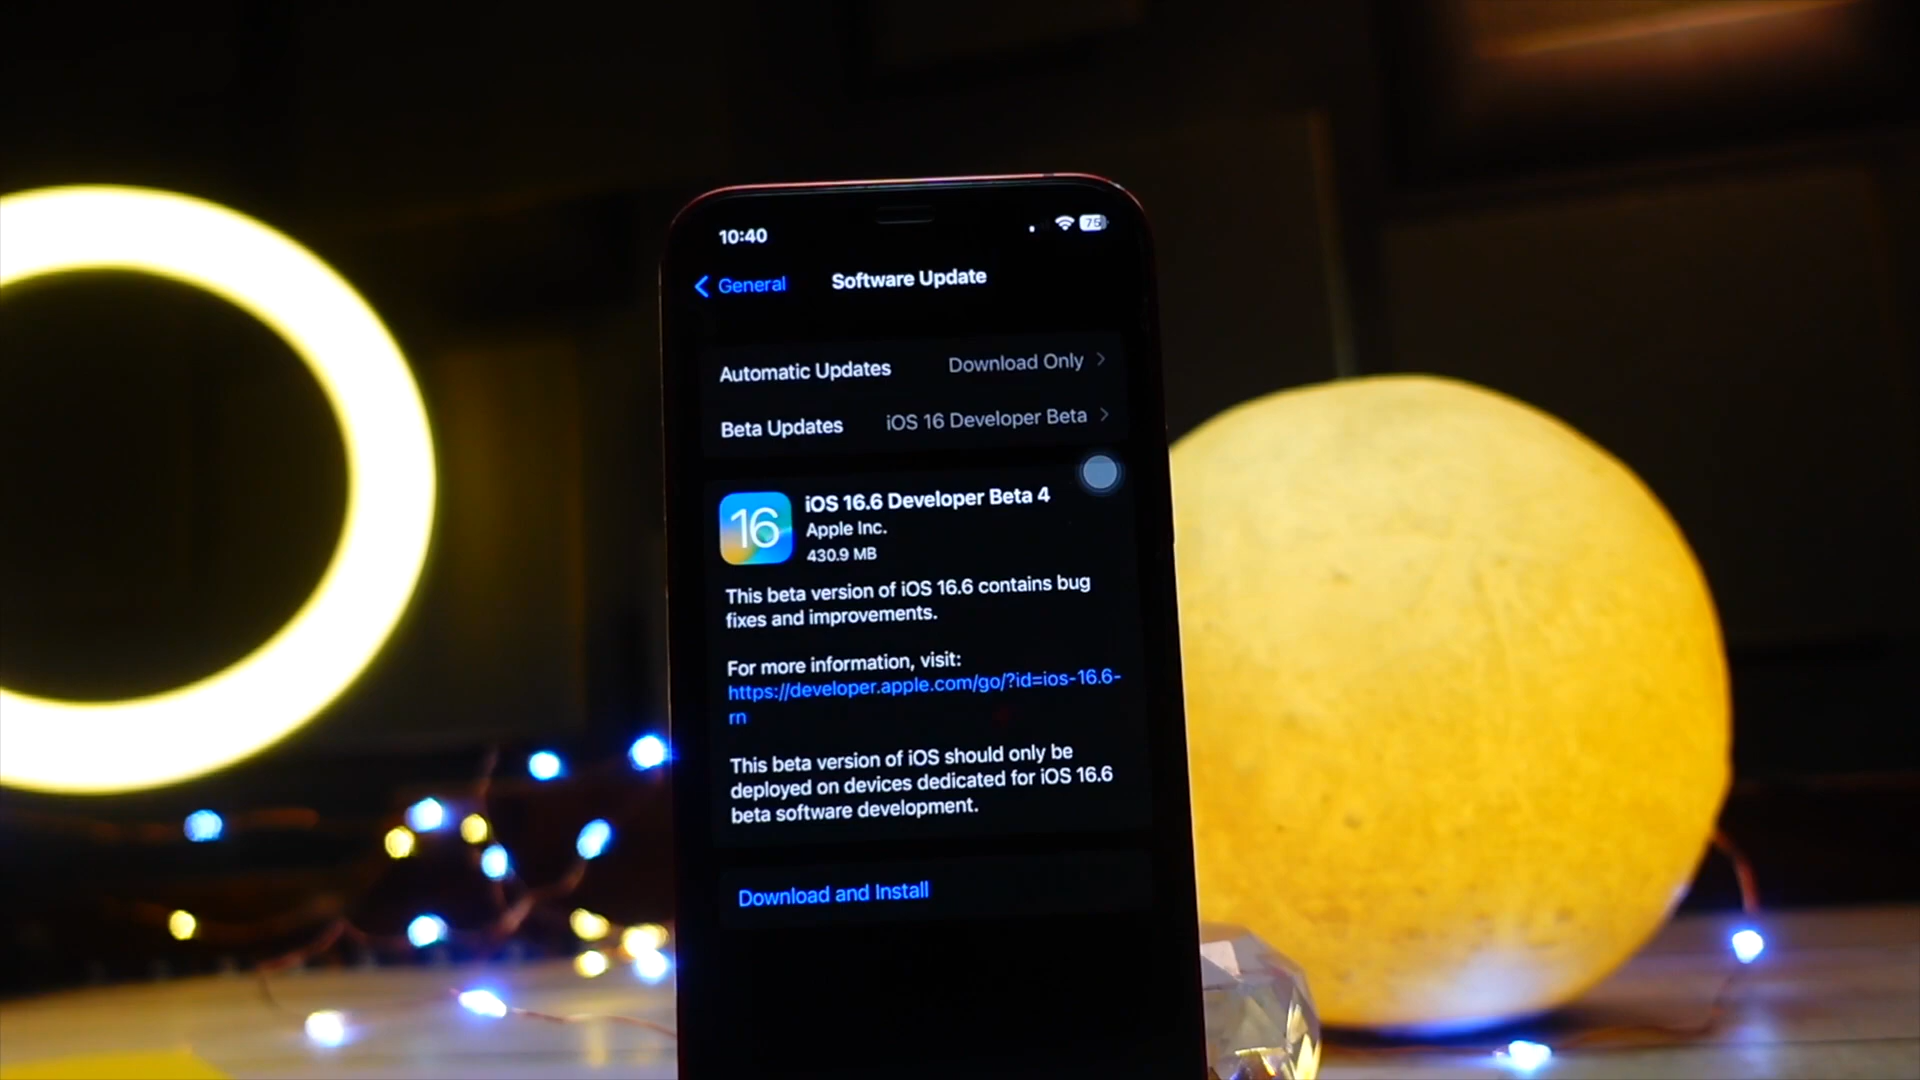 10:40
75
General
Software Update
Automatic Updates Download Only
Beta Updates iOS 16 Developer Beta
16
iOS 16.6 Developer Beta 4
Apple Inc.
430.9 MB
This beta version of iOS 16.6 contains bug
fixes and improvements.
For more information, visit:
https://developer.apple.com/go/?id=ios-16.6-
rn
This beta version of iOS should only be
deployed on devices dedicated for iOS 16.6
beta software development.
Download and Install